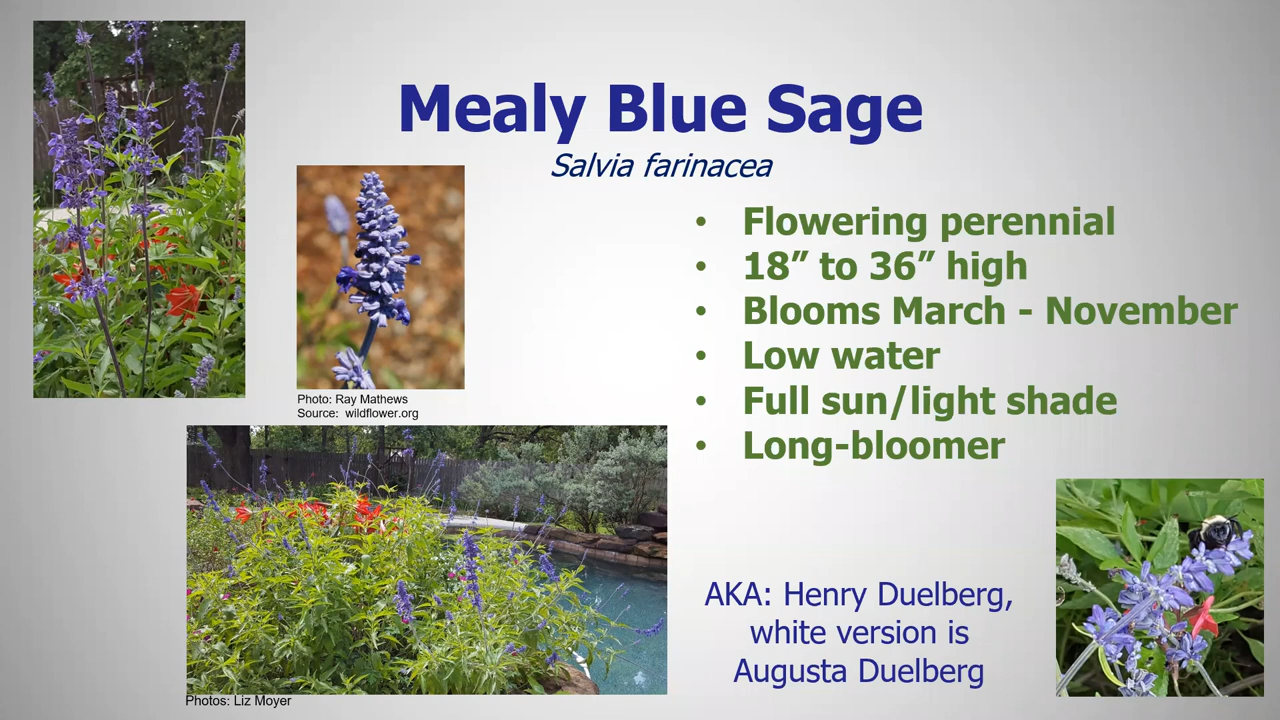 Mealy Blue Sage
Salvia farinacea
• Flowering perennial
• 18” to 36” high
• Blooms March - November
• Low water
• Full sun/light shade
• Long-bloomer
Photo: Ray Mathews
Source: wildflower.org
AKA: Henry Duelberg,
white version is
Augusta Duelberg
Photos: Liz Moyer